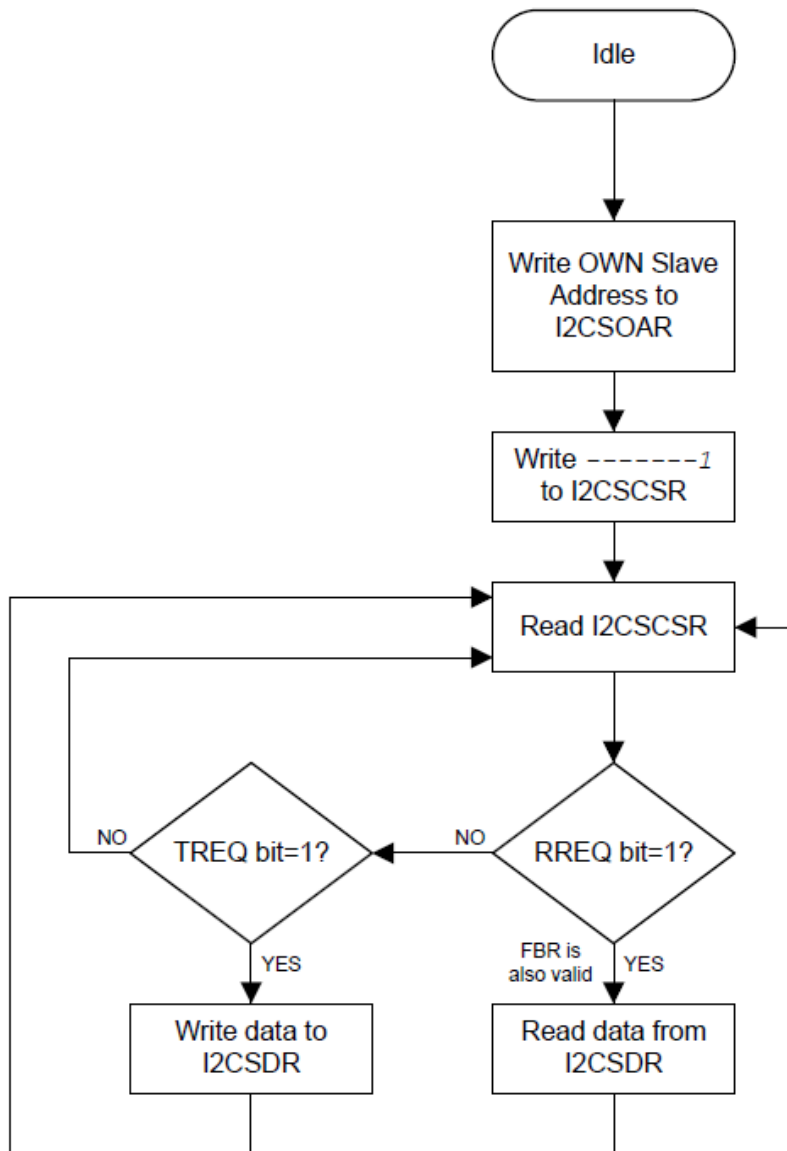 Idle
Write OWN Slave
Address to
I2CSOAR
Write -------1
to I2CSCSR
Read I2CSCSR
NO
TREQ bit=1?
NO
RREQ bit=1?
YES
FBR is
also valid
YES
Write data to
I2CSDR
Read data from
I2CSDR